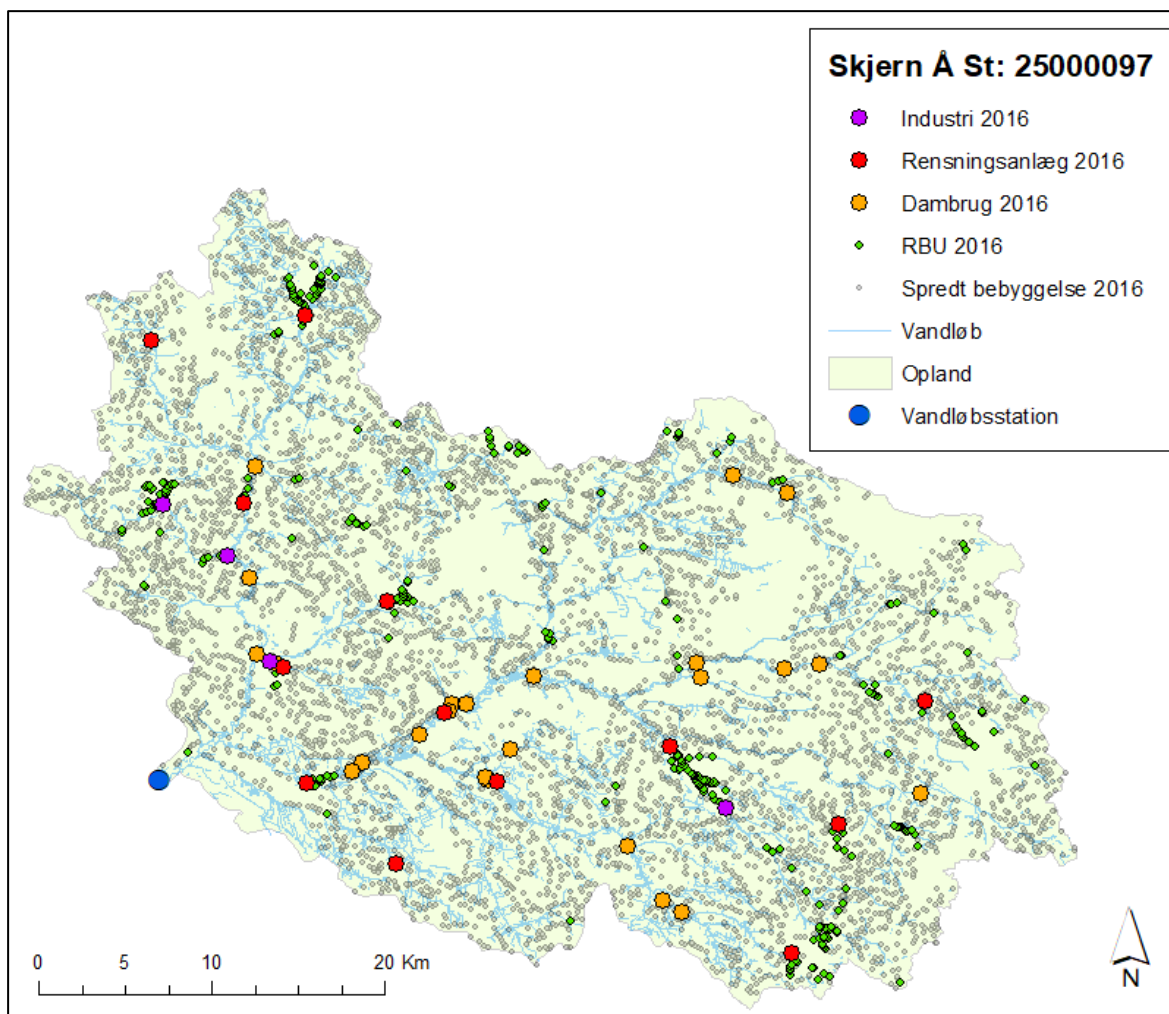 Skjern Å St: 25000097
Industri 2016
Rensningsanlæg 2016
Dambrug 2016
RBU 2016
Spredt bebyggelse 2016
Vandløb
Opland
Vandløbsstation
0 5 10 20 Km
N